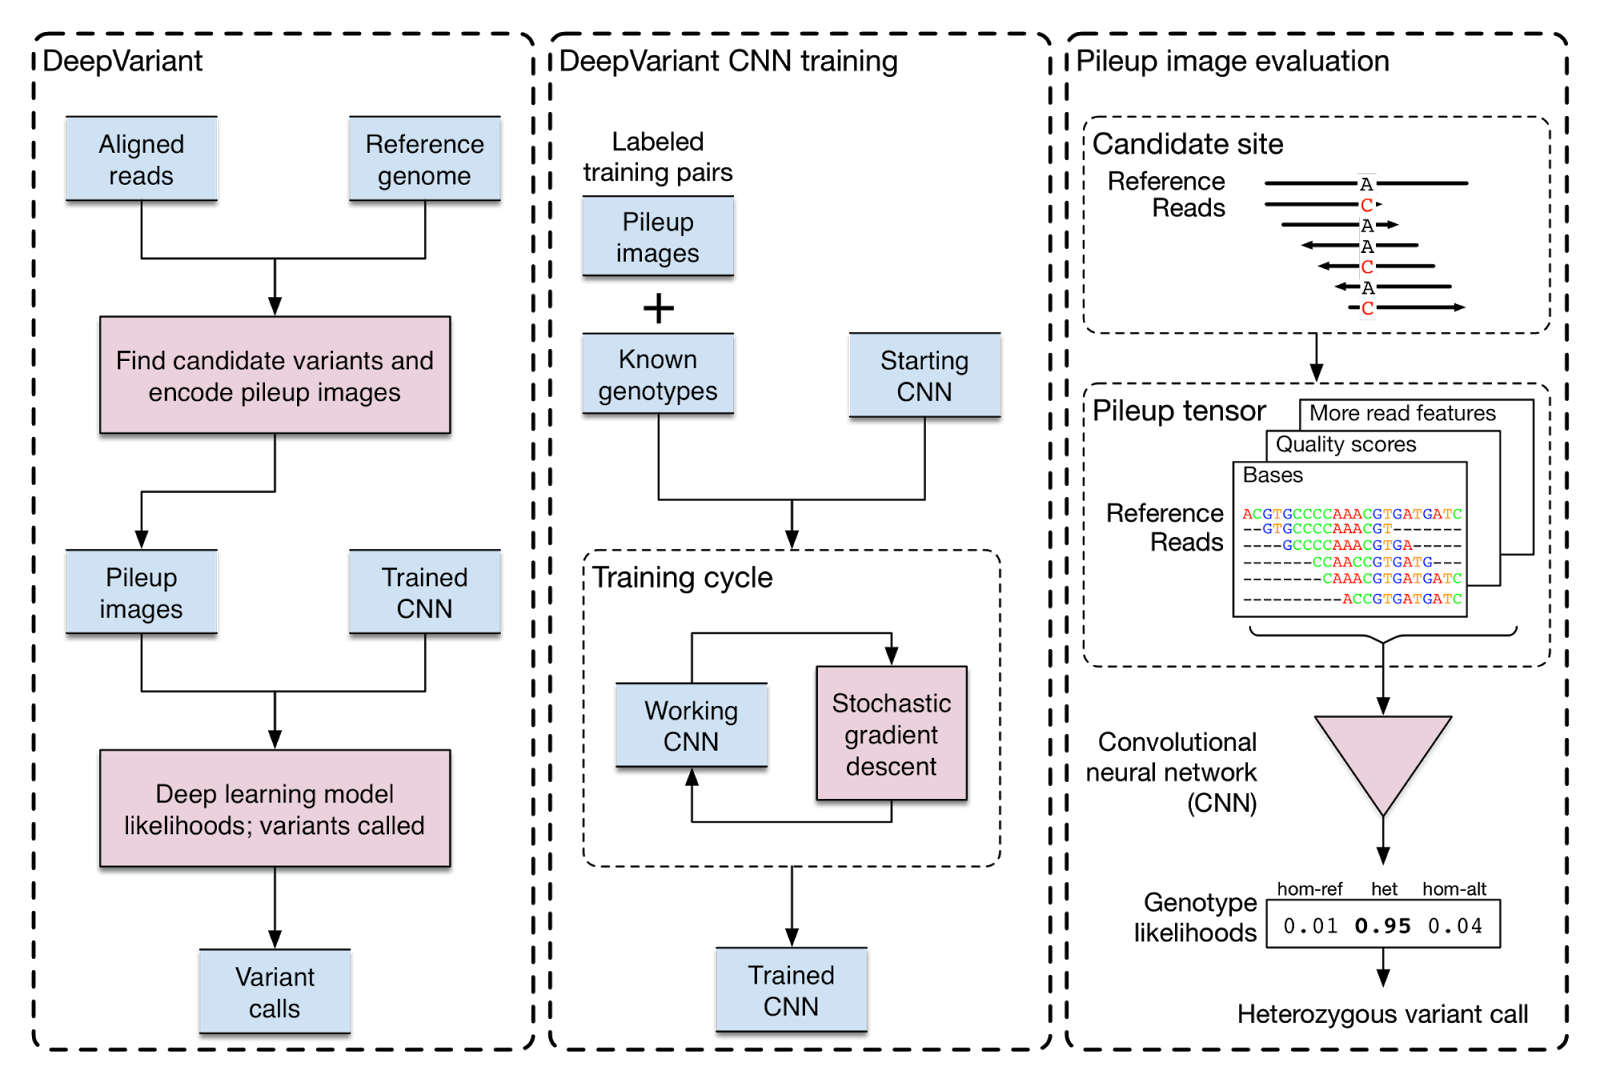 DeepVariant
Aligned
reads
Reference
genome
Find candidate variants and
encode pileup images
Pileup
images
Trained
CNN
Deep learning model
likelihoods; variants called
Variant
calls
DeepVariant CNN training
Labeled
training pairs
Pileup
images
+
Known
genotypes
Starting
CNN
Training cycle
Working
CNN
Stochastic
gradient
descent
Trained
CNN
Pileup image evaluation
Candidate site
Reference
Reads
A
C
A
A
C
A
C
Pileup tensor
More read features
Quality scores
Bases
Reference
Reads
ACGTGCCCCAAACGTGATGATC
--GTGCCCCAAACGT-------
----GCCCCAAACGTGA-----
-------CCAACCGTGATG---
--------CAAACGTGATGATC
----------ACCGTGATGATC
Convolutional
neural network
(CNN)
hom-ref het hom-alt
Genotype
likelihoods
0.01 0.95 0.04
Heterozygous variant call